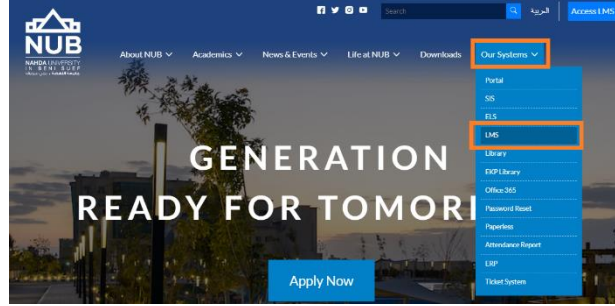 Search
العربية
Access LMS
NUB
NAHDA UNIVERSITY
IN BENI SUEF
About NUB
Academics
News & Events
Life at NUB
Downloads
Our Systems
Portal
SIS
ELS
LMS
Library
EKP Library
Office 365
Password Reset
Paperless
Attendance Report
ERP
Ticket System
GENERATION
READY FOR TOMOR
Apply Now